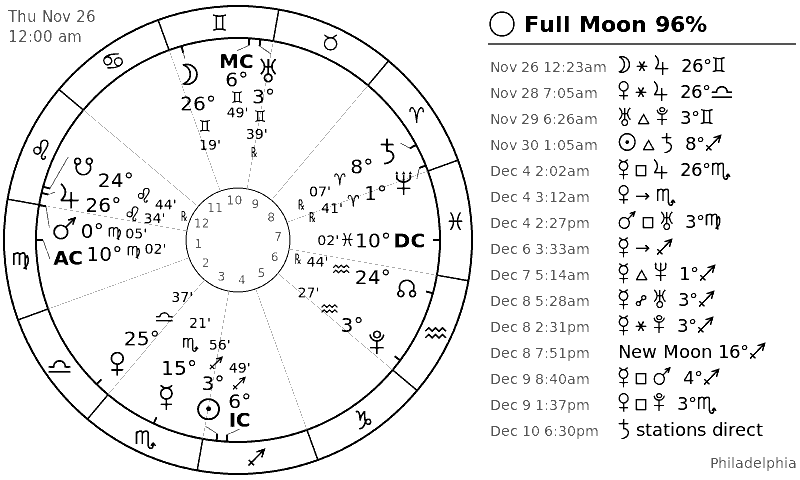 Thu Nov 26
12:00 am
◯ Full Moon 96%
Nov 26 12:23am ☽ ⚹ ♃ 26°♊
Nov 28 7:05am ♀ ⚹ ♃ 26°♎
Nov 29 6:26am ♅ △ ♇ 3°♊
Nov 30 1:05am ☉ △ ♄ 8°♐
Dec 4 2:02am ☿ □ ♃ 26°♏
Dec 4 3:12am ♀ → ♏
Dec 4 2:27pm ♂ □ ♅ 3°♍
Dec 6 3:33am ☿ → ♐
Dec 7 5:14am ☿ △ ♆ 1°♐
Dec 8 5:28am ☿ ☍ ♅ 3°♐
Dec 8 2:31pm ☿ ⚹ ♇ 3°♐
Dec 8 7:51pm New Moon 16°♐
Dec 9 8:40am ☿ □ ♂ 4°♐
Dec 9 1:37pm ♀ □ ♇ 3°♏
Dec 10 6:30pm ♄ stations direct
Philadelphia
♊
♉
♈
♓
♒
♑
♐
♏
♎
♍
♌
♋
☽ 26° ♊ 19'
MC 6° ♊ 49'
♅ 3° ♊ 39' ℞
♄ 8° ♈ 07' ℞
♆ 1° ♈ 41' ℞
DC 10° ♓ 02'
☊ 24° ♒ 44' ℞
♇ 3° ♒ 27'
IC 6° ♐ 49'
☉ 3° ♐ 56'
☿ 15° ♏ 21'
♀ 25° ♎ 37'
AC 10° ♍ 02'
♂ 0° ♍ 05'
♃ 26° ♌ 34'
☋ 24° ♌ 44' ℞
1
2
3
4
5
6
7
8
9
10
11
12